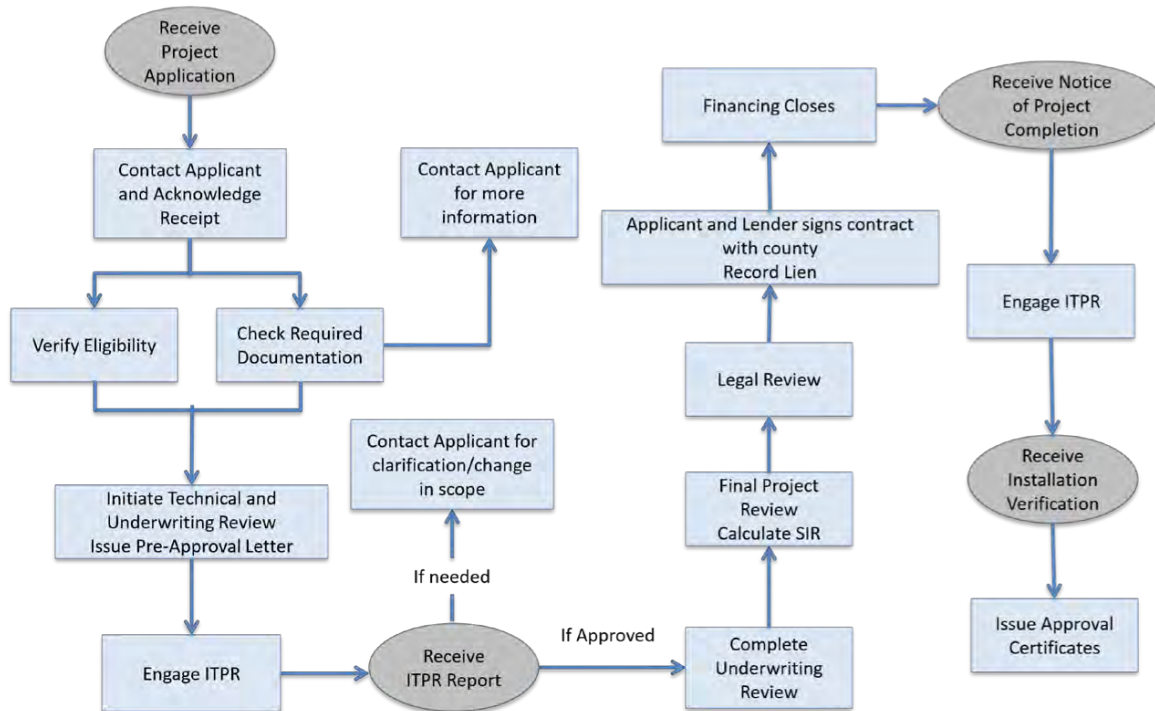 Receive
Project
Application
Contact Applicant
and Acknowledge
Receipt
Contact Applicant
for more
information
Verify Eligibility
Check Required
Documentation
Initiate Technical and
Underwriting Review
Issue Pre-Approval Letter
Engage ITPR
Contact Applicant for
clarification/change
in scope
If needed
Receive
ITPR Report
If Approved
Complete
Underwriting
Review
Final Project
Review
Calculate SIR
Legal Review
Applicant and Lender signs contract
with county
Record Lien
Financing Closes
Receive Notice
of Project
Completion
Engage ITPR
Receive
Installation
Verification
Issue Approval
Certificates